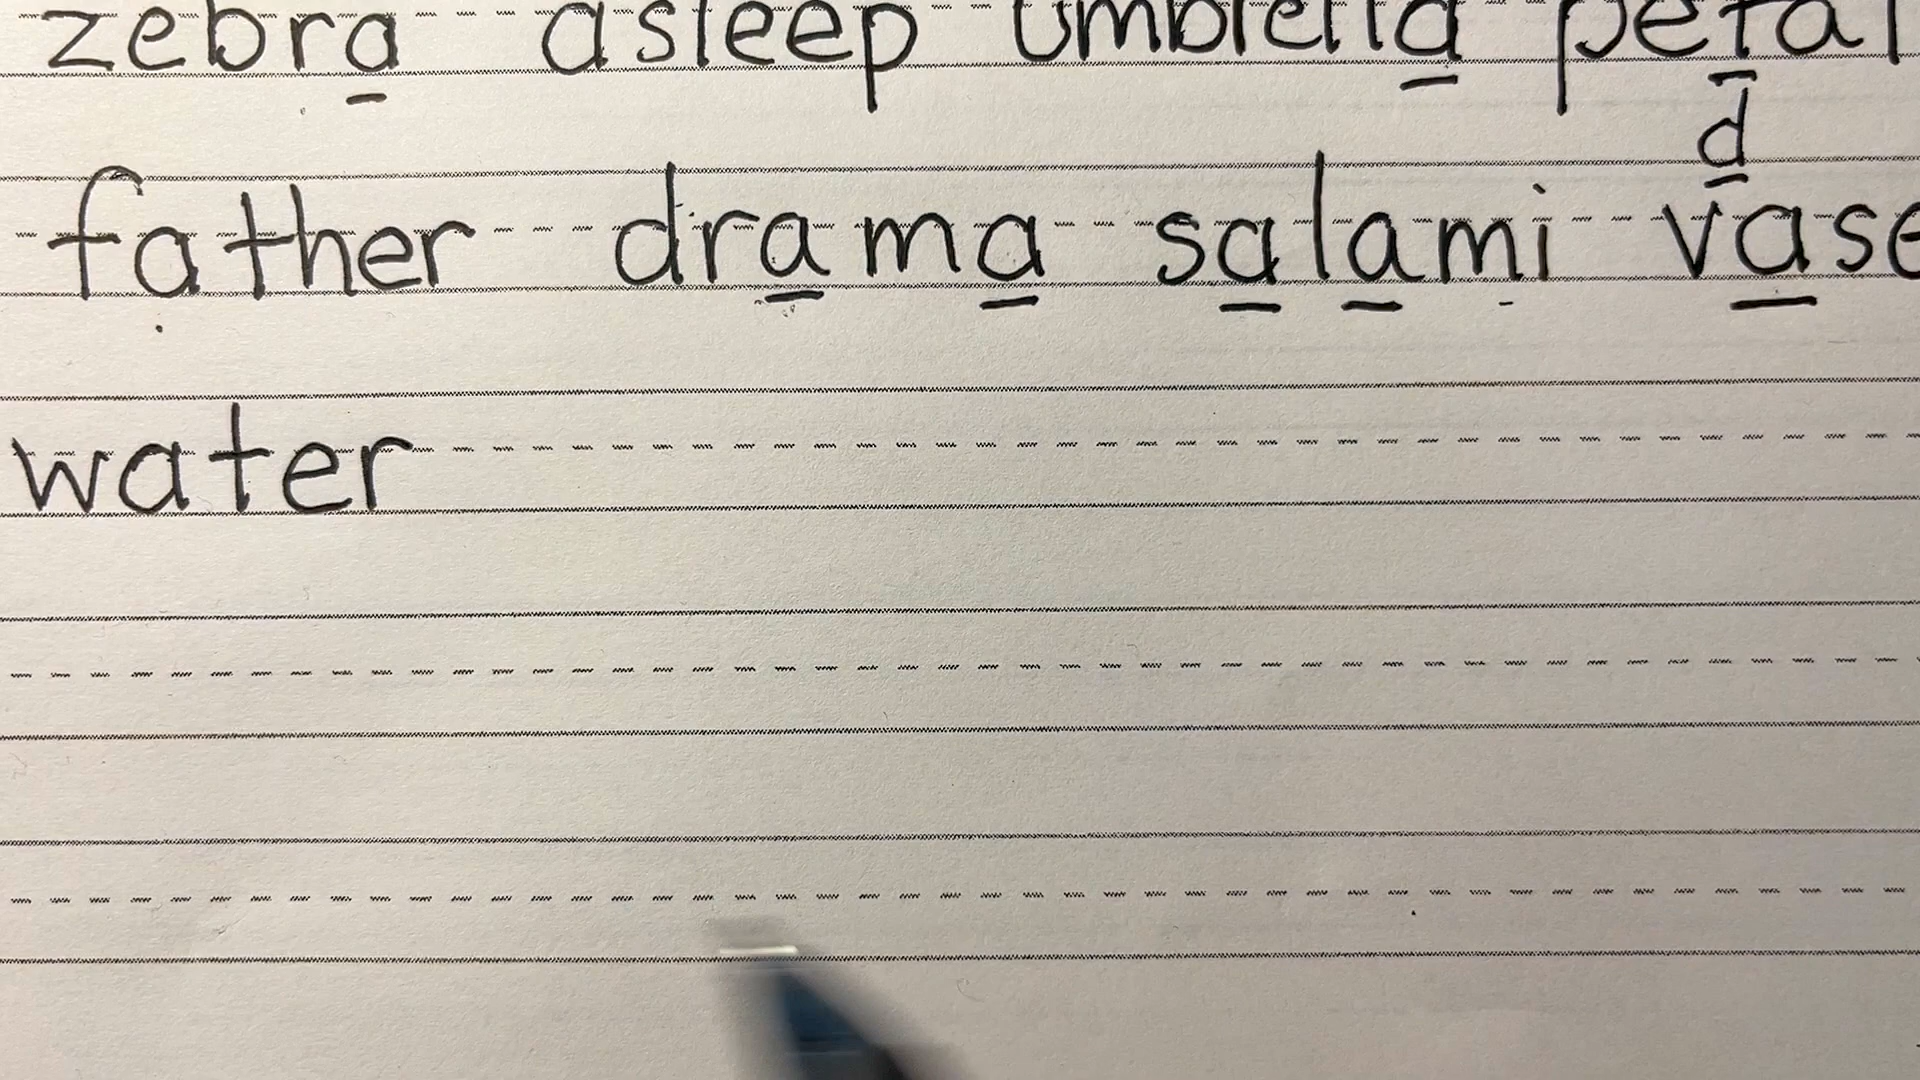 zebra asleep umbrella petal
d
father drama salami vase
water